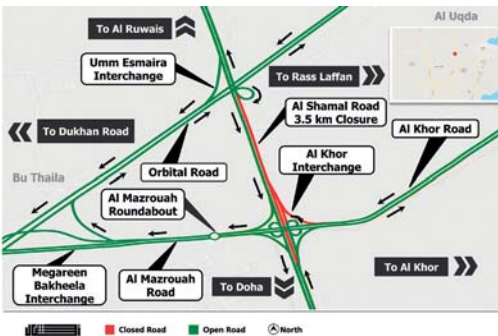 Al Uqda
To Al Ruwais
Umm Esmaira
Interchange
To Rass Laffan
Al Shamal Road
3.5 km Closure
Al Khor Road
To Dukhan Road
Al Khor
Interchange
Bu Thaila
Orbital Road
Al Mazrouah
Roundabout
Megareen
Bakheela
Interchange
Al Mazrouah
Road
To Doha
To Al Khor
Closed Road
Open Road
North